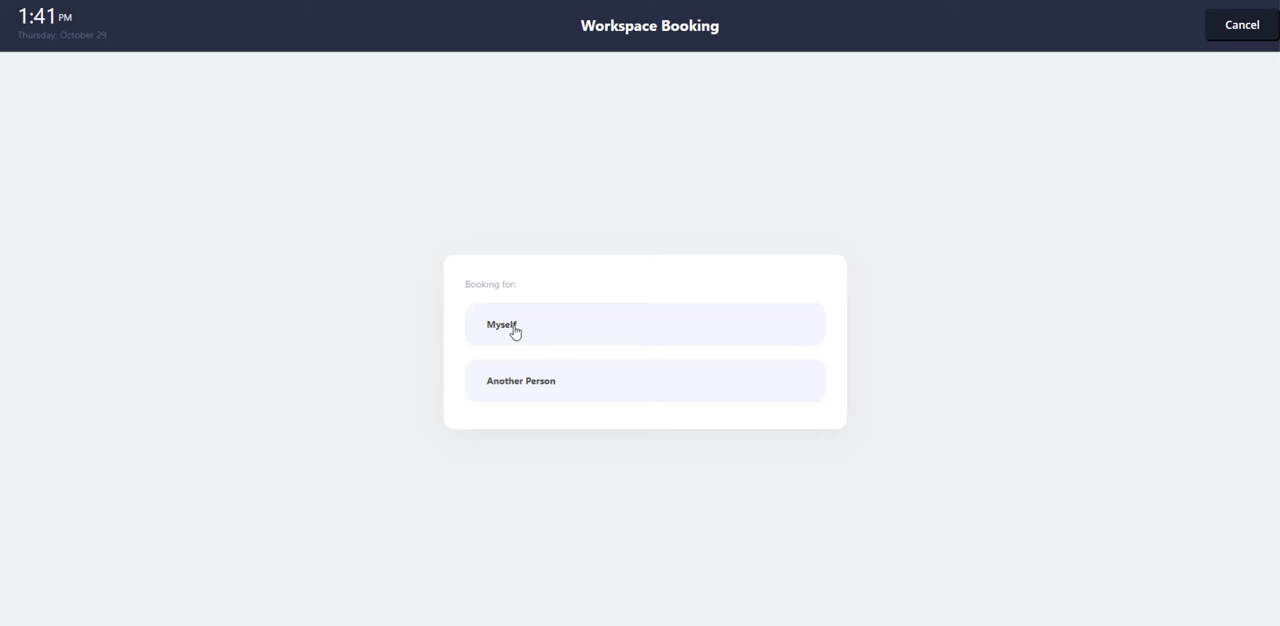 1:41 PM
Thursday, October 29
Workspace Booking
Cancel
Booking for:
Myself
Another Person